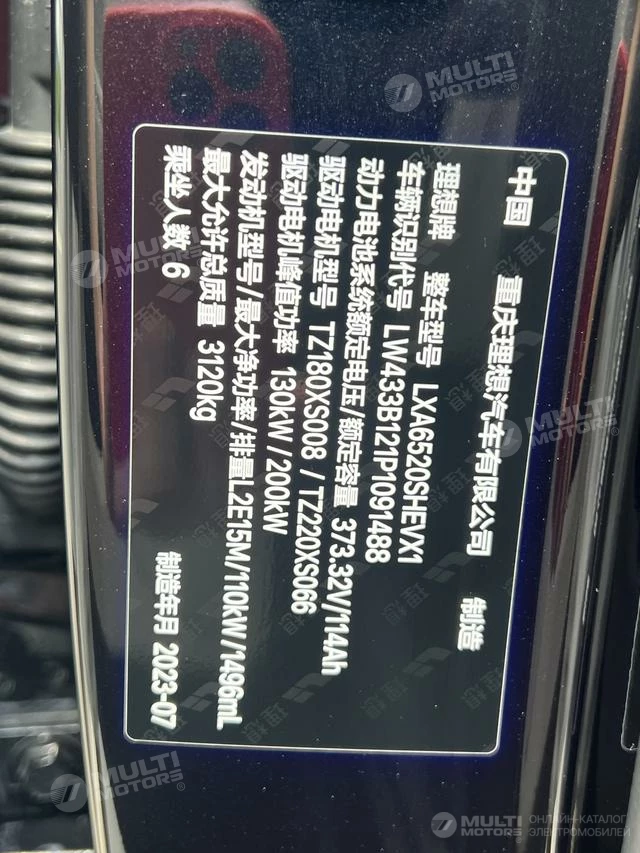 中国 重庆理想汽车有限公司 制造
理想牌 整车型号 LXA6520SHEVX1
车辆识别代号 LW433B121P1091488
动力电池系统额定电压/额定容量 373.32V/114Ah
驱动电机型号 TZ180XS008 / TZ220XS066
驱动电机峰值功率 130kW/200kW
发动机型号/最大净功率/排量L2E15M/110kW/1496mL
最大允许总质量 3120kg
乘坐人数 6 制造年月 2023-07
MULTI MOTORS®
MULTI MOTORS®
MULTI MOTORS®
MULTI MOTORS®
MULTI MOTORS
ОНЛАЙН-КАТАЛОГ
ЭЛЕКТРОМОБИЛЕЙ